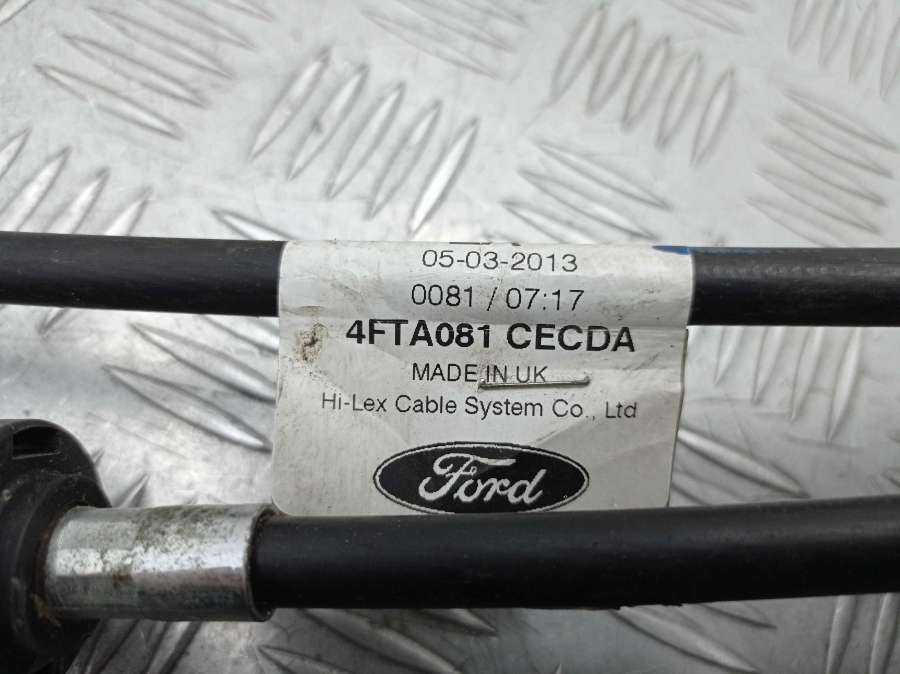 05-03-2013
0081 / 07:17
4FTA081 CECDA
MADE IN UK
Hi-Lex Cable System Co., Ltd
Ford